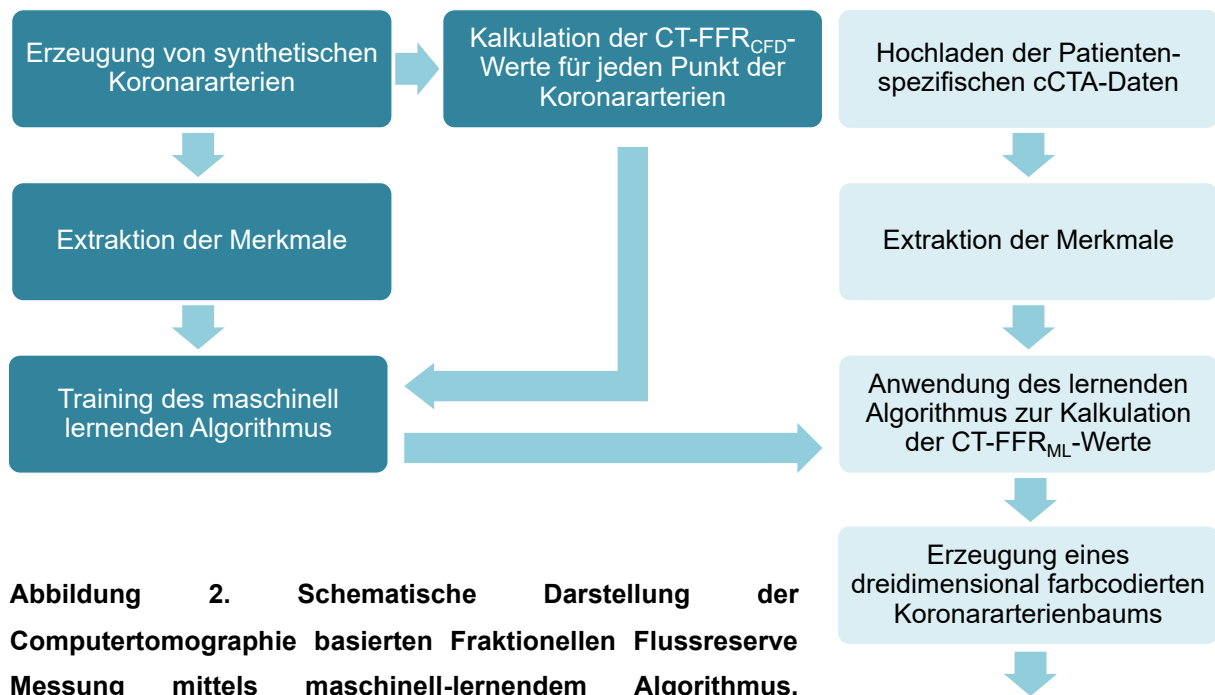 Erzeugung von synthetischen
Koronararterien
Kalkulation der CT-FFRCFD-
Werte für jeden Punkt der
Koronararterien
Hochladen der Patienten-
spezifischen cCTA-Daten
Extraktion der Merkmale
Extraktion der Merkmale
Training des maschinell
lernenden Algorithmus
Anwendung des lernenden
Algorithmus zur Kalkulation
der CT-FFRML-Werte
Erzeugung eines
dreidimensional farbcodierten
Koronararterienbaums
Abbildung 2. Schematische Darstellung der
Computertomographie basierten Fraktionellen Flussreserve
Messung mittels maschinell-lernendem Algorithmus.